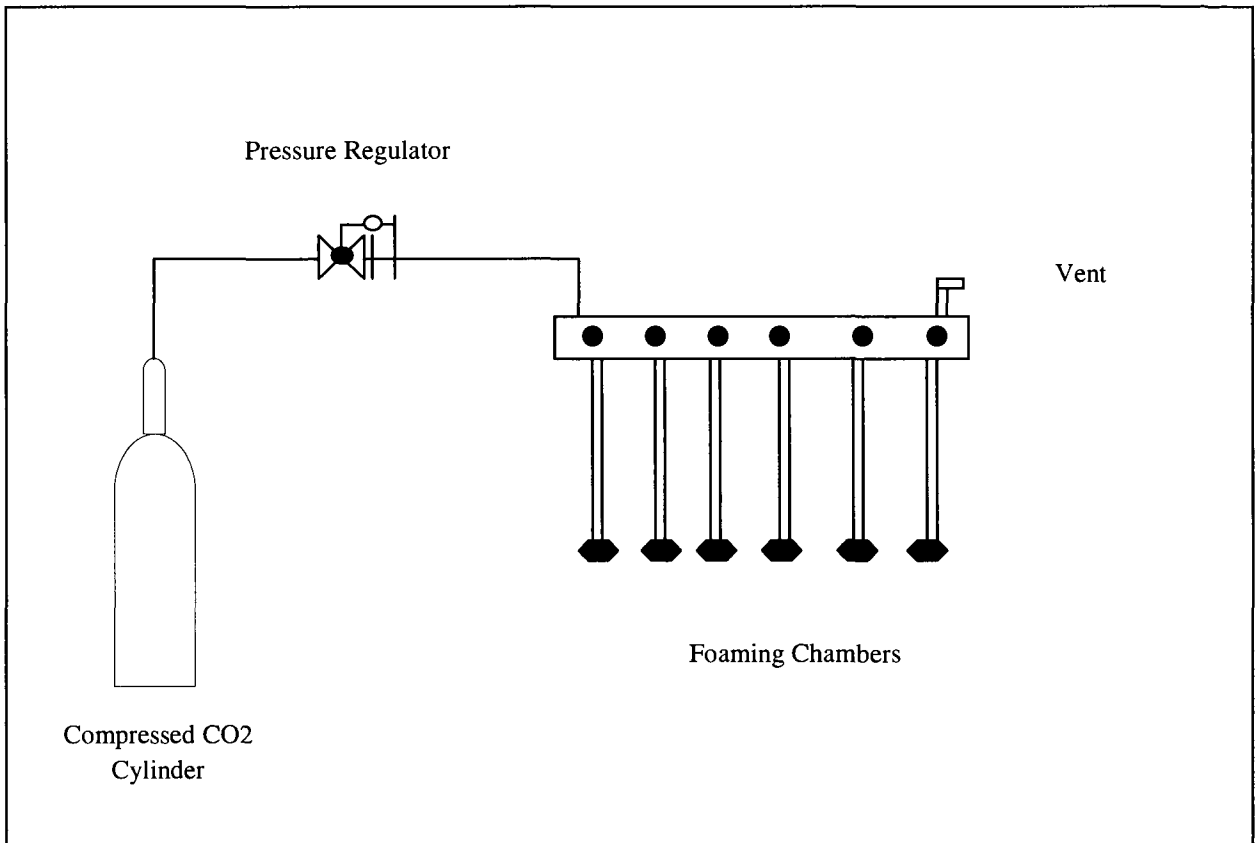 Pressure Regulator
Vent
Foaming Chambers
Compressed CO2
Cylinder